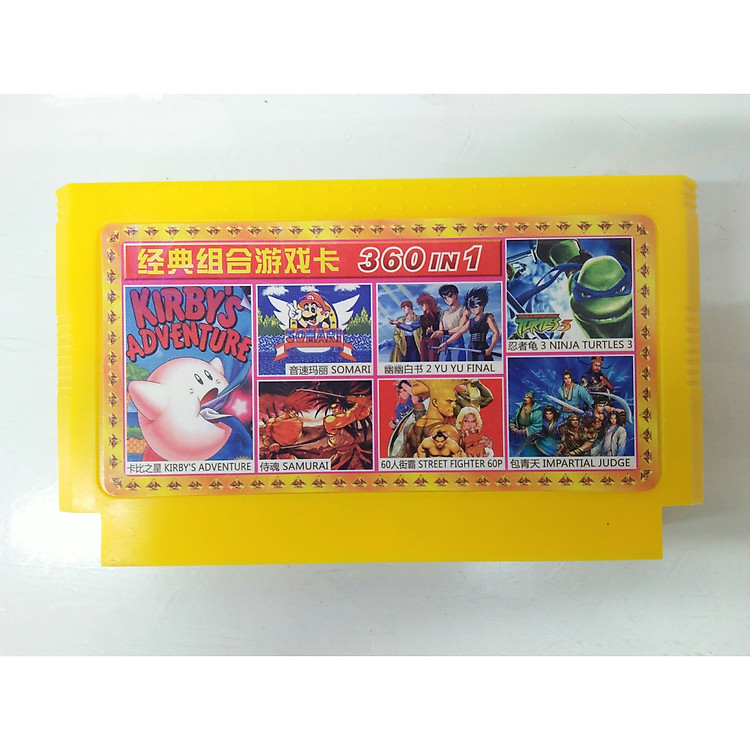 经典组合游戏卡 360 IN 1
KIRBY'S
ADVENTURE
卡比之星 KIRBY'S ADVENTURE
SOMARI
音速玛丽 SOMARI
幽幽白书 2 YU YU FINAL
TMNT 3
忍者龟 3 NINJA TURTLES 3
侍魂 SAMURAI
60人街霸 STREET FIGHTER 60P
包青天 IMPARTIAL JUDGE